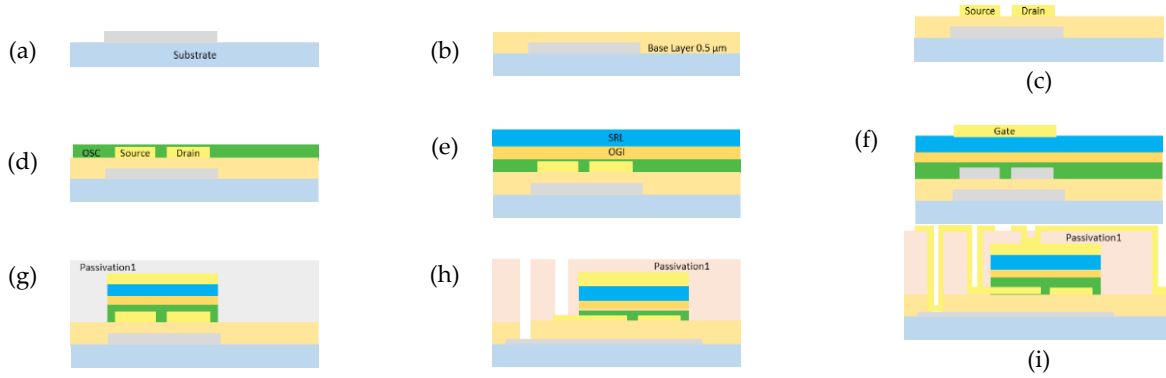 (a)
Substrate
(b)
Base Layer 0.5 µm
Source Drain
(c)
(d)
OSC Source Drain
(e)
SRL
OGI
(f)
Gate
(g)
Passivation1
(h)
Passivation1
Passivation1
(i)